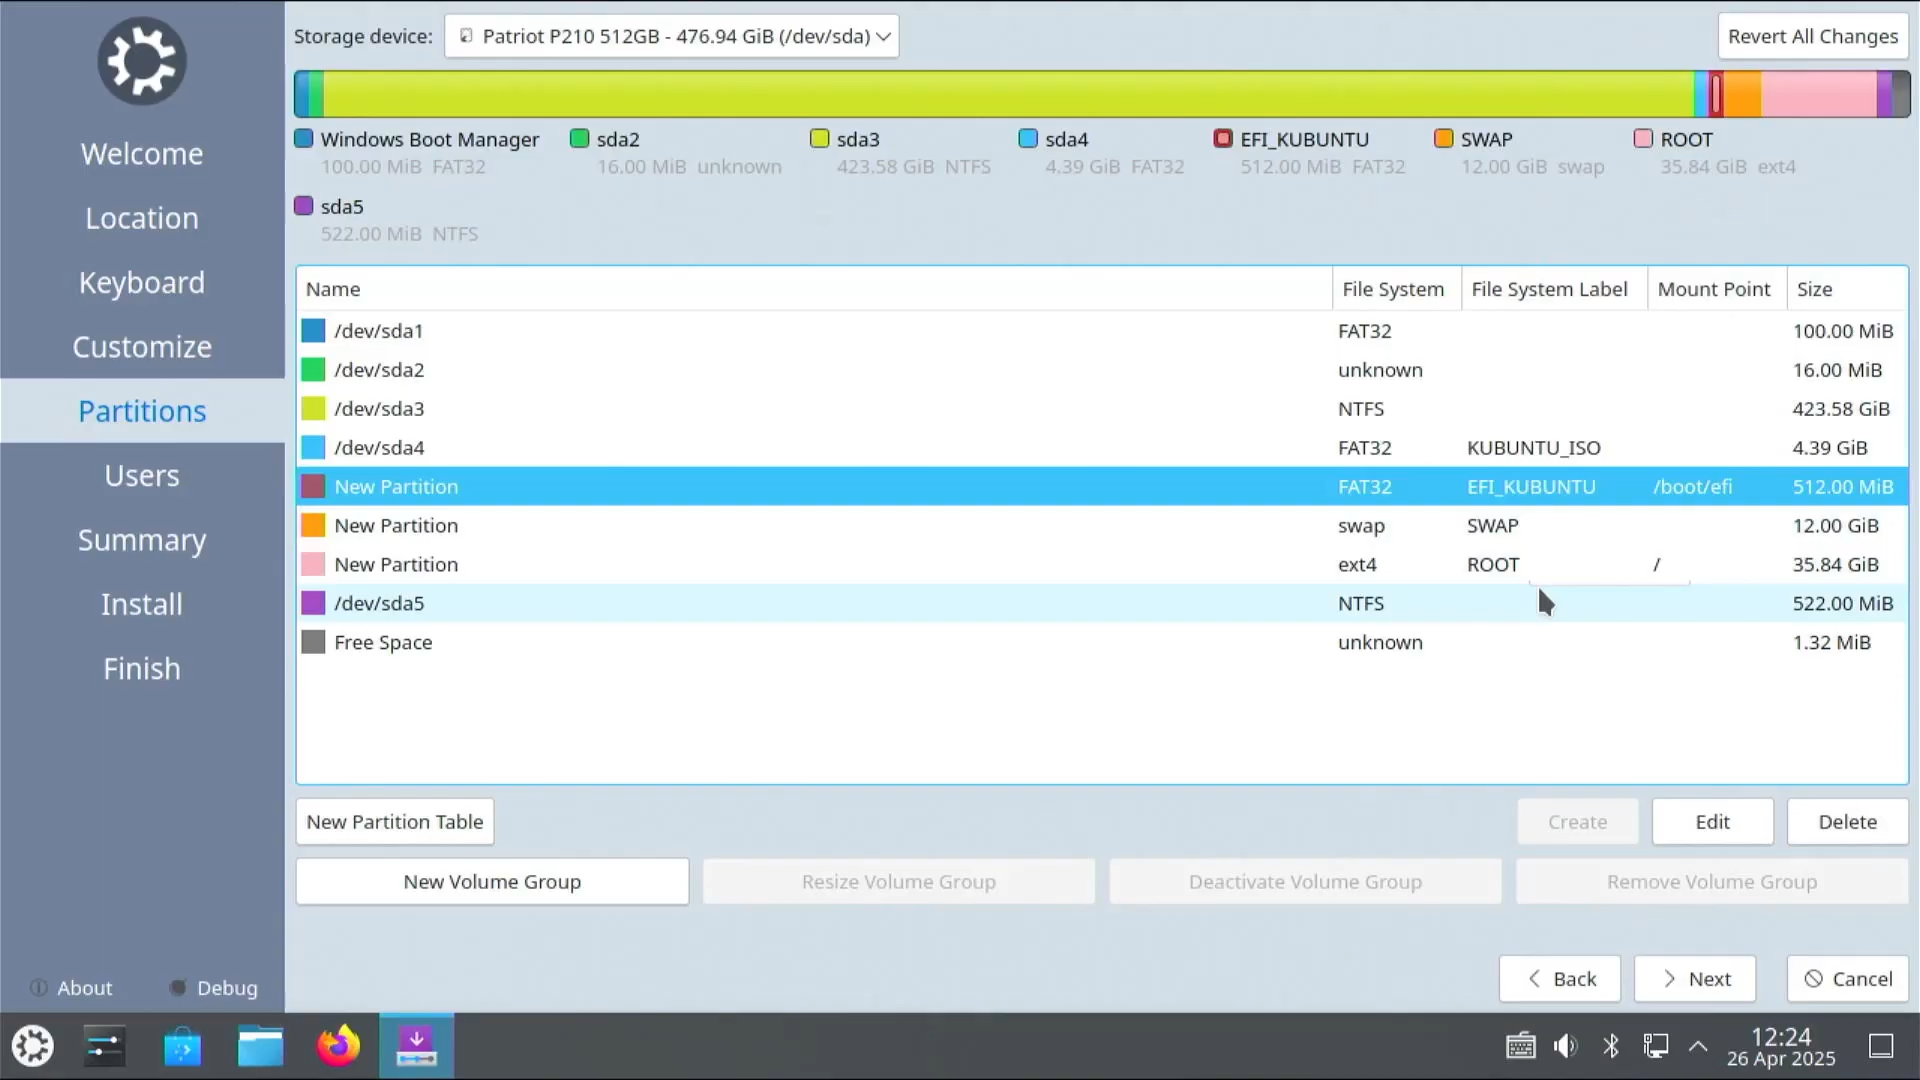 Storage device:
Patriot P210 512GB - 476.94 GiB (/dev/sda)
Revert All Changes
Windows Boot Manager
100.00 MiB FAT32
sda2
16.00 MiB unknown
sda3
423.58 GiB NTFS
sda4
4.39 GiB FAT32
EFI_KUBUNTU
512.00 MiB FAT32
SWAP
12.00 GiB swap
ROOT
35.84 GiB ext4
sda5
522.00 MiB NTFS
Welcome
Location
Keyboard
Customize
Partitions
Users
Summary
Install
Finish
About
Debug
Name File System File System Label Mount Point Size
/dev/sda1 FAT32 100.00 MiB
/dev/sda2 unknown 16.00 MiB
/dev/sda3 NTFS 423.58 GiB
/dev/sda4 FAT32 KUBUNTU_ISO 4.39 GiB
New Partition FAT32 EFI_KUBUNTU /boot/efi 512.00 MiB
New Partition swap SWAP 12.00 GiB
New Partition ext4 ROOT / 35.84 GiB
/dev/sda5 NTFS 522.00 MiB
Free Space unknown 1.32 MiB
New Partition Table
Create
Edit
Delete
New Volume Group
Resize Volume Group
Deactivate Volume Group
Remove Volume Group
Back
Next
Cancel
12:24
26 Apr 2025